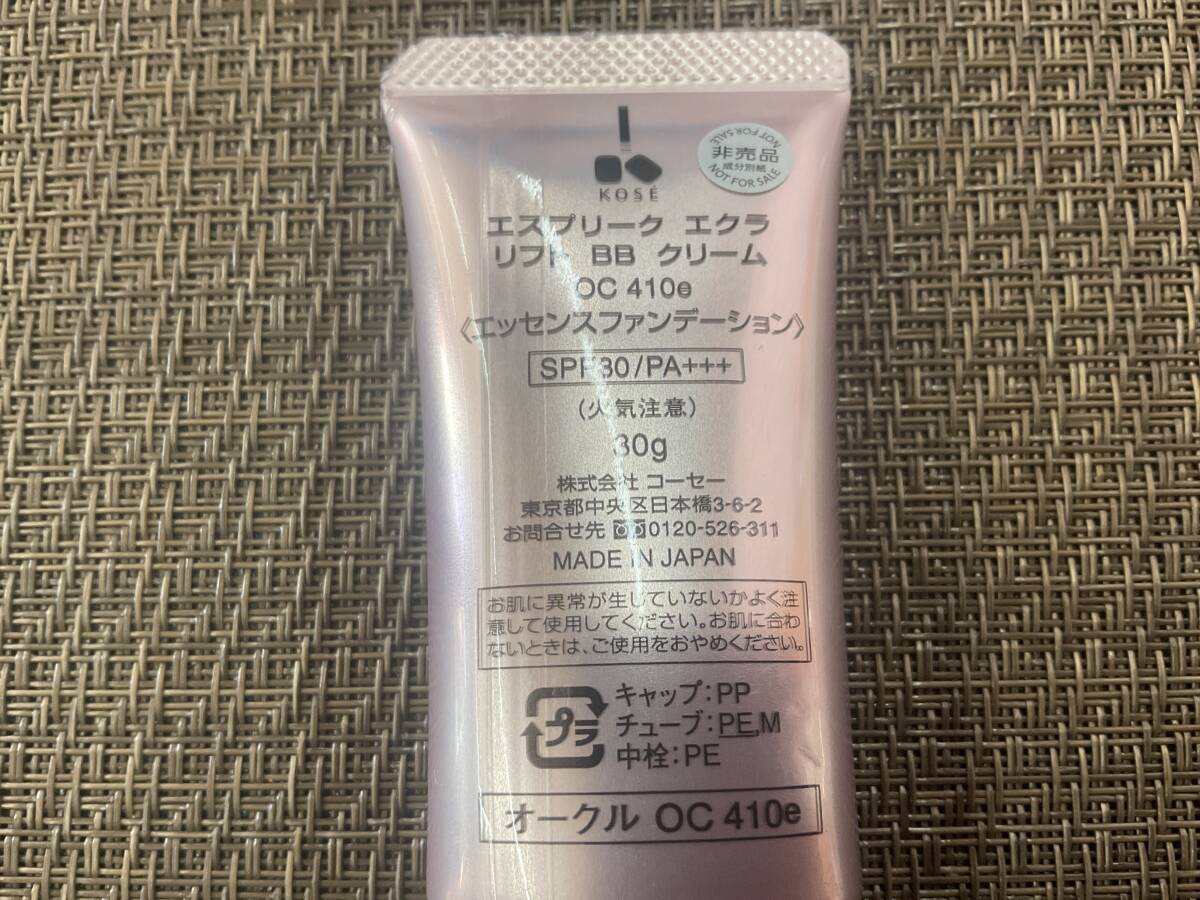 KOSÉ
NOT FOR SALE
非売品
成分別紙
NOT FOR SALE
エスプリーク エクラ
リフト BB クリーム
OC 410e
《エッセンスファンデーション》
SPF30/PA+++
(火気注意)
30g
株式会社 コーセー
東京都中央区日本橋3-6-2
お問合せ先 0120-526-311
MADE IN JAPAN
お肌に異常が生じていないかよく注
意して使用してください。お肌に合わ
ないときは、ご使用をおやめください。
プラ
キャップ:PP
チューブ:PE,M
中栓:PE
オークル OC 410e